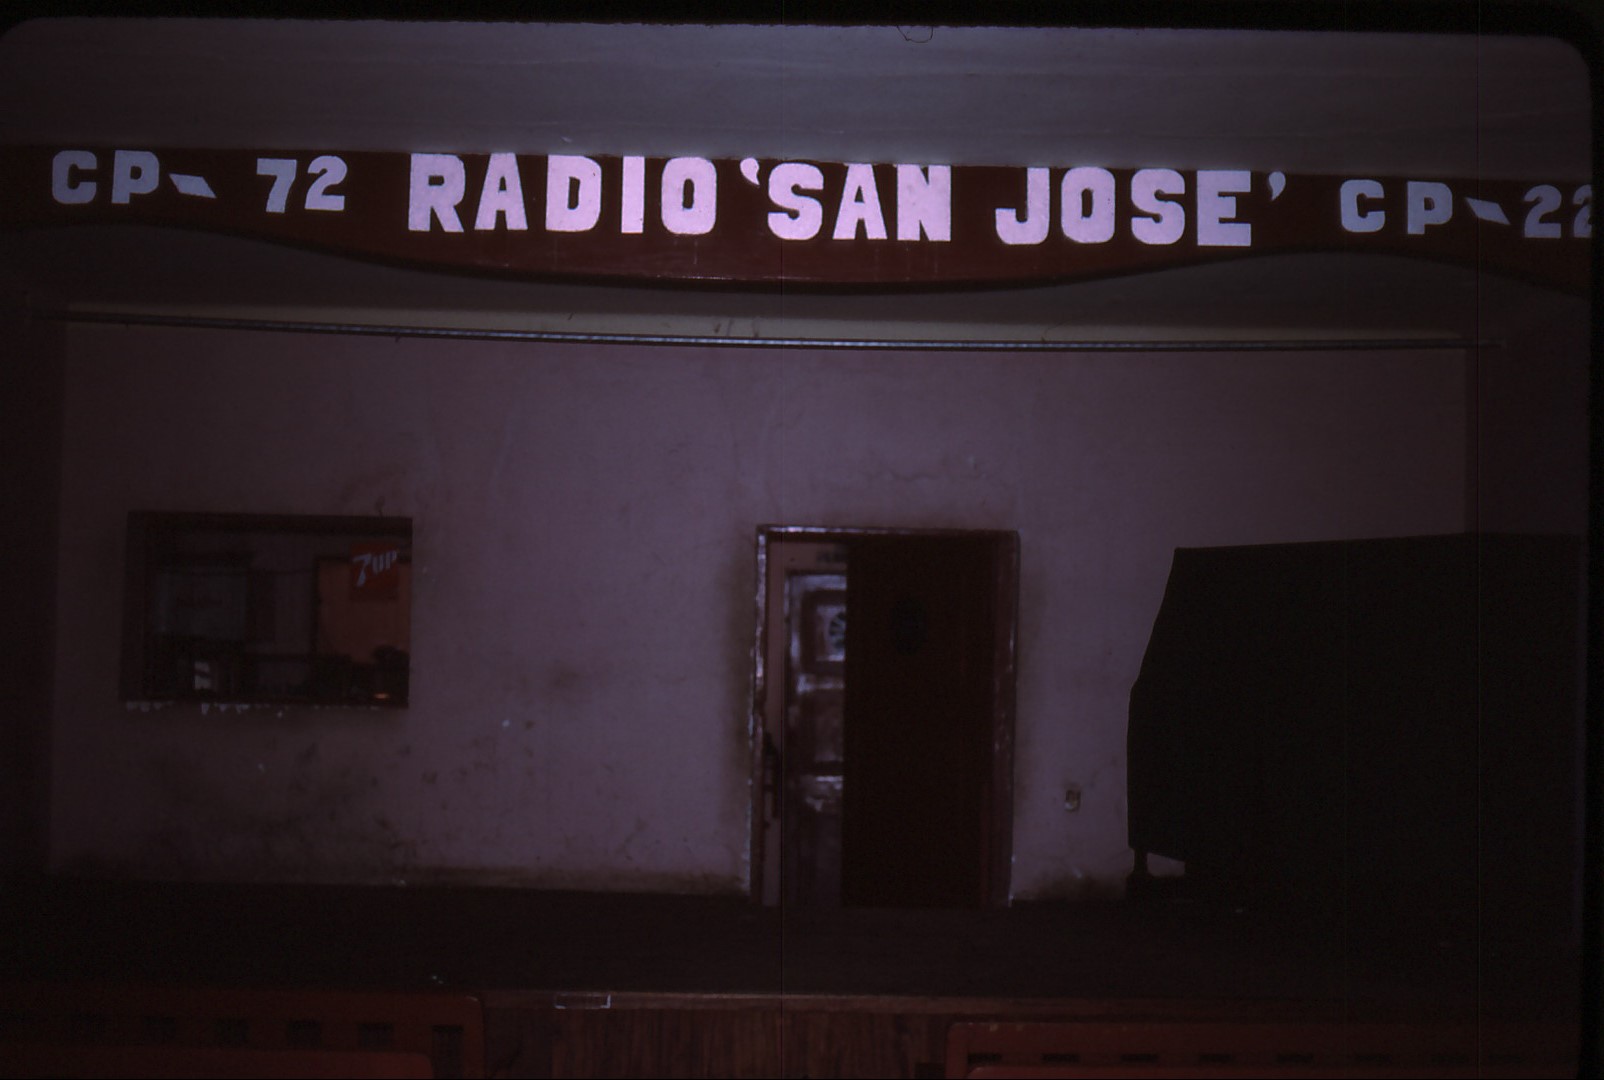 CP- 72 RADIO 'SAN JOSE' CP-22
7UP